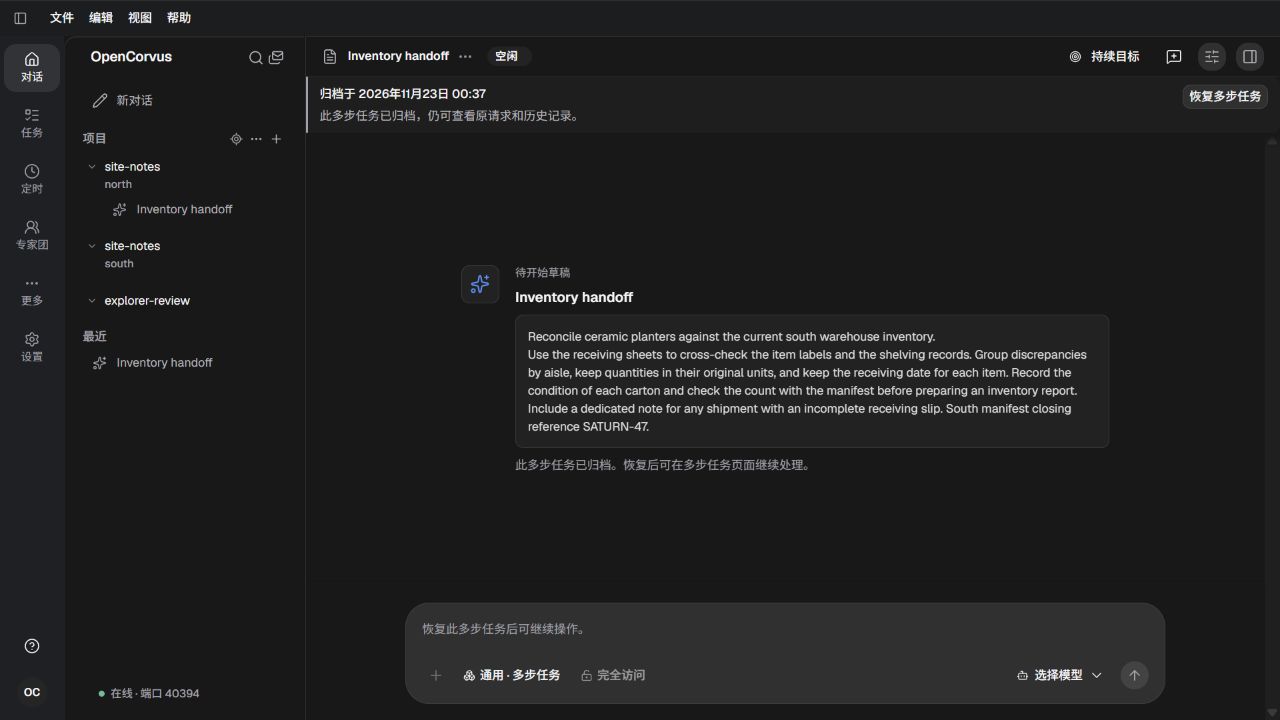 文件 编辑 视图 帮助
对话
任务
定时
专家团
更多
设置
OC
OpenCorvus
新对话
项目
site-notes
north
Inventory handoff
site-notes
south
explorer-review
最近
Inventory handoff
在线 · 端口 40394
Inventory handoff 空闲 持续目标
归档于 2026年11月23日 00:37
此多步任务已归档，仍可查看原请求和历史记录。
恢复多步任务
待开始草稿
Inventory handoff
Reconcile ceramic planters against the current south warehouse inventory.
Use the receiving sheets to cross-check the item labels and the shelving records. Group discrepancies
by aisle, keep quantities in their original units, and keep the receiving date for each item. Record the
condition of each carton and check the count with the manifest before preparing an inventory report.
Include a dedicated note for any shipment with an incomplete receiving slip. South manifest closing
reference SATURN-47.
此多步任务已归档。恢复后可在多步任务页面继续处理。
恢复此多步任务后可继续操作。
通用 · 多步任务 完全访问 选择模型